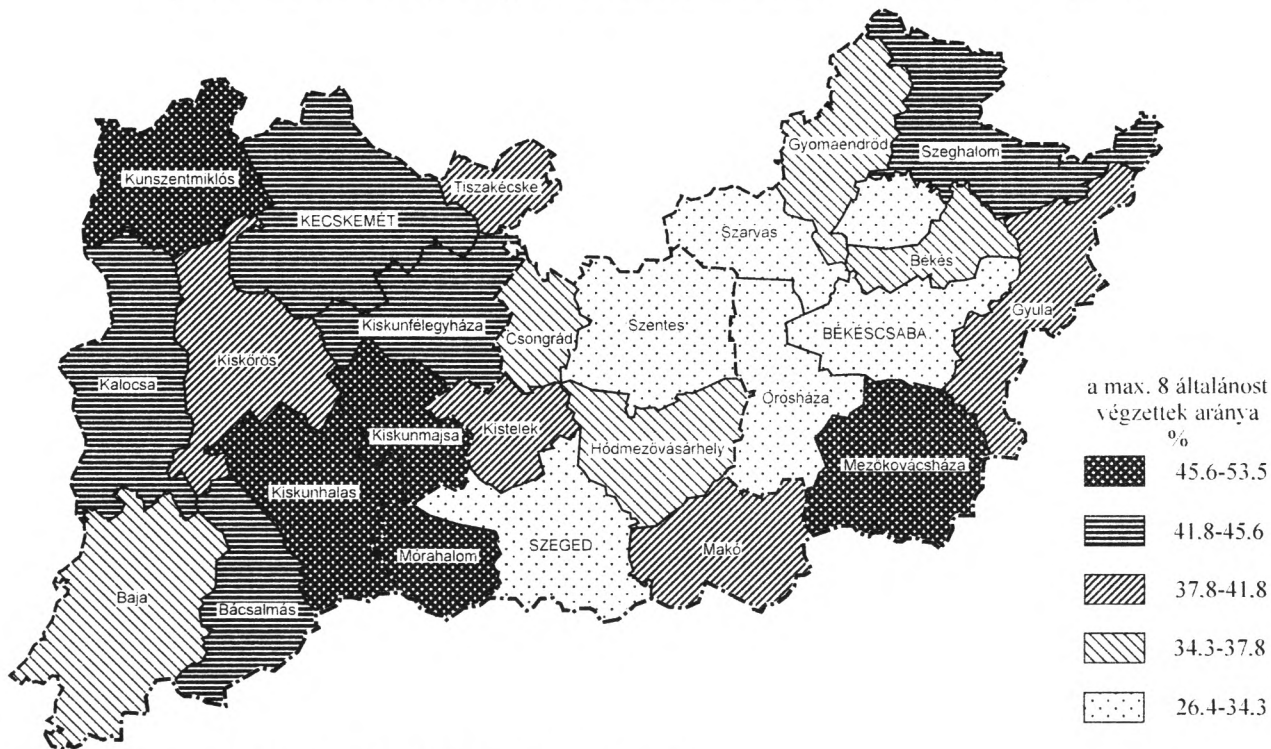 Gyomaendrőd
Szeghalom
Kunszentmiklós
Tiszakécske
KECSKEMÉT
Szarvas
Békés
Gyula
Kiskunfélegyháza
Szentes
BÉKÉSCSABA
Csongrád
Kiskőrös
Kalocsa
Orosháza
Kistelek
Kiskunmajsa
Hódmezővásárhely
Mezőkovácsháza
Kiskunhalas
SZEGED
Makó
Mórahalom
Baja
Bácsalmás
a max. 8 általánost
végzettek aránya
%
45.6-53.5
41.8-45.6
37.8-41.8
34.3-37.8
26.4-34.3